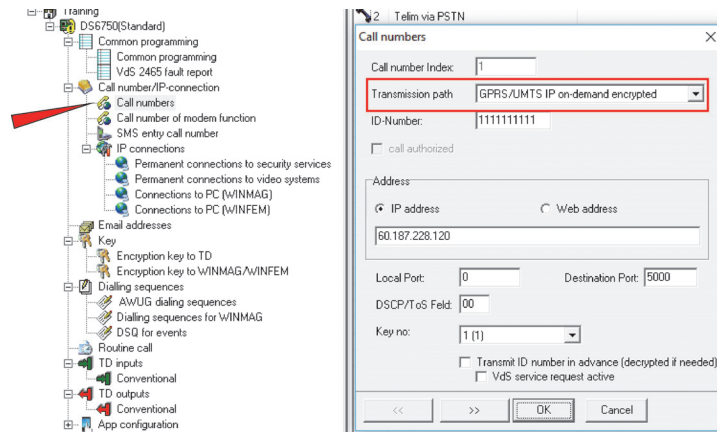 Training
DS6750(Standard)
Common programming
Common programming
VdS 2465 fault report
Call number/IP-connection
Call numbers
Call number of modem function
SMS entry call number
IP connections
Permanent connections to security services
Permanent connections to video systems
Connections to PC (WINMAG)
Connections to PC (WINFEM)
Email addresses
Key
Encryption key to TD
Encryption key to WINMAG/WINFEM
Dialling sequences
AWUG dialing sequences
Dialling sequences for WINMAG
DSQ for events
Routine call
TD inputs
Conventional
TD outputs
Conventional
App configuration
2 Telim via PSTN
Call numbers
Call number Index: 1
Transmission path GPRS/UMTS IP on-demand encrypted
ID-Number: 1111111111
call authorized
Address
IP address Web address
60.187.228.120
Local Port: 0 Destination Port: 5000
DSCP/ToS Feld: 00
Key no: 1 (1)
Transmit ID number in advance (decrypted if needed)
VdS service request active
<< >> OK Cancel